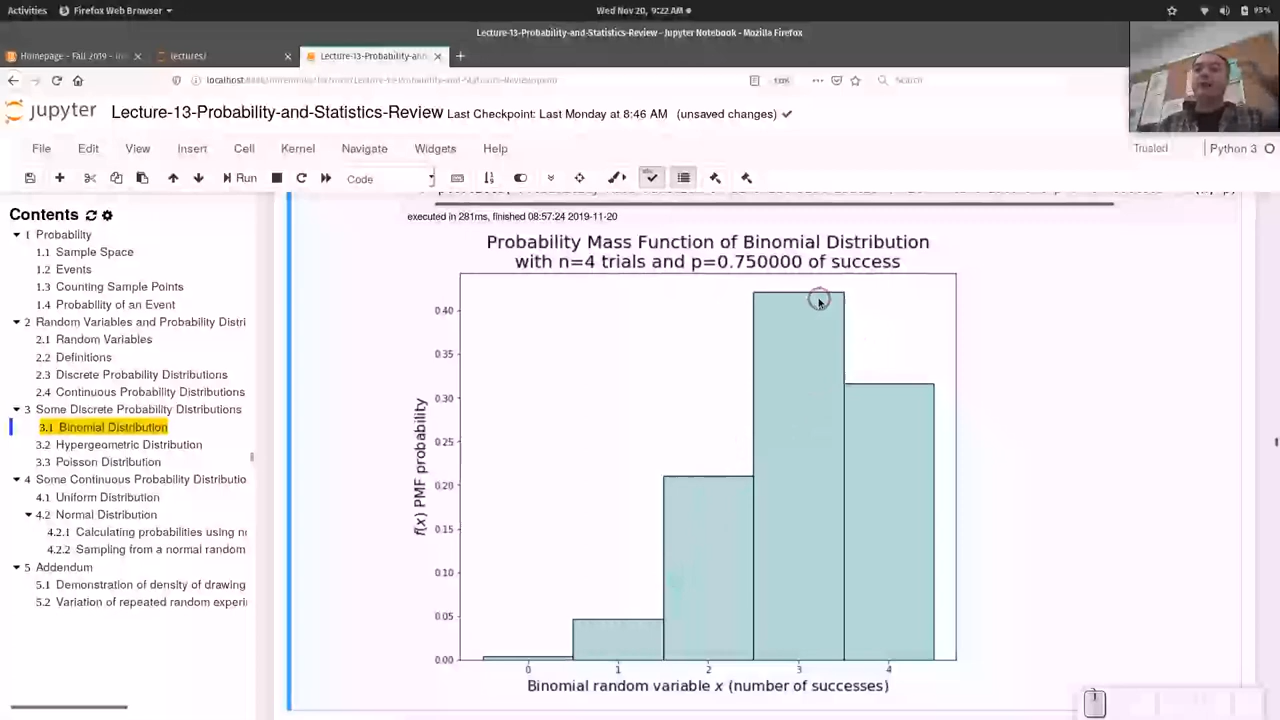 Activities Firefox Web Browser Wed Nov 20, 9:22 AM 93%
Lecture-13-Probability-and-Statistics-Review - Jupyter Notebook - Mozilla Firefox
Homepage - Fall 2019 - lectures/ Lecture-13-Probability-and
Search
jupyter Lecture-13-Probability-and-Statistics-Review Last Checkpoint: Last Monday at 8:46 AM (unsaved changes)
File Edit View Insert Cell Kernel Navigate Widgets Help Trusted Python 3
Run Code
Contents
1 Probability
1.1 Sample Space
1.2 Events
1.3 Counting Sample Points
1.4 Probability of an Event
2 Random Variables and Probability Distri
2.1 Random Variables
2.2 Definitions
2.3 Discrete Probability Distributions
2.4 Continuous Probability Distributions
3 Some Discrete Probability Distributions
3.1 Binomial Distribution
3.2 Hypergeometric Distribution
3.3 Poisson Distribution
4 Some Continuous Probability Distributio
4.1 Uniform Distribution
4.2 Normal Distribution
4.2.1 Calculating probabilities using n
4.2.2 Sampling from a normal random
5 Addendum
5.1 Demonstration of density of drawing
5.2 Variation of repeated random experi
executed in 281ms, finished 08:57:24 2019-11-20
Probability Mass Function of Binomial Distribution
with n=4 trials and p=0.750000 of success
f(x) PMF probability
0.40
0.35
0.30
0.25
0.20
0.15
0.10
0.05
0.00
0 1 2 3 4
Binomial random variable x (number of successes)